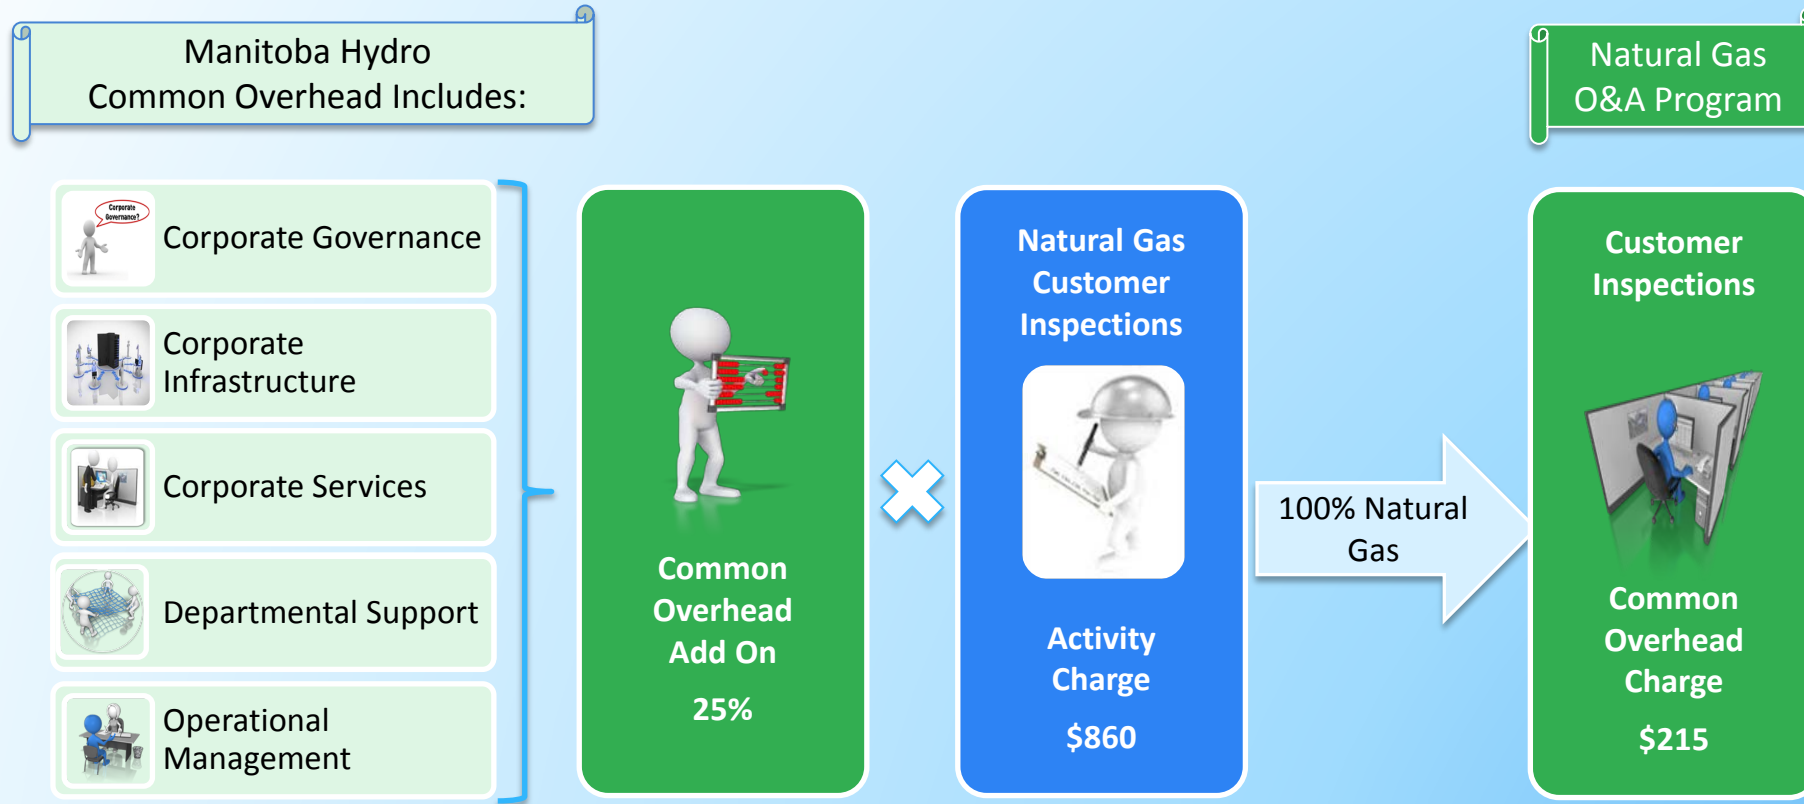 Manitoba Hydro
Common Overhead Includes:
Natural Gas
O&A Program
Corporate
Governance?
Corporate Governance
Corporate
Infrastructure
Corporate Services
Departmental Support
Operational
Management
Common
Overhead
Add On
25%
Natural Gas
Customer
Inspections
Activity
Charge
$860
100% Natural
Gas
Customer
Inspections
Common
Overhead
Charge
$215